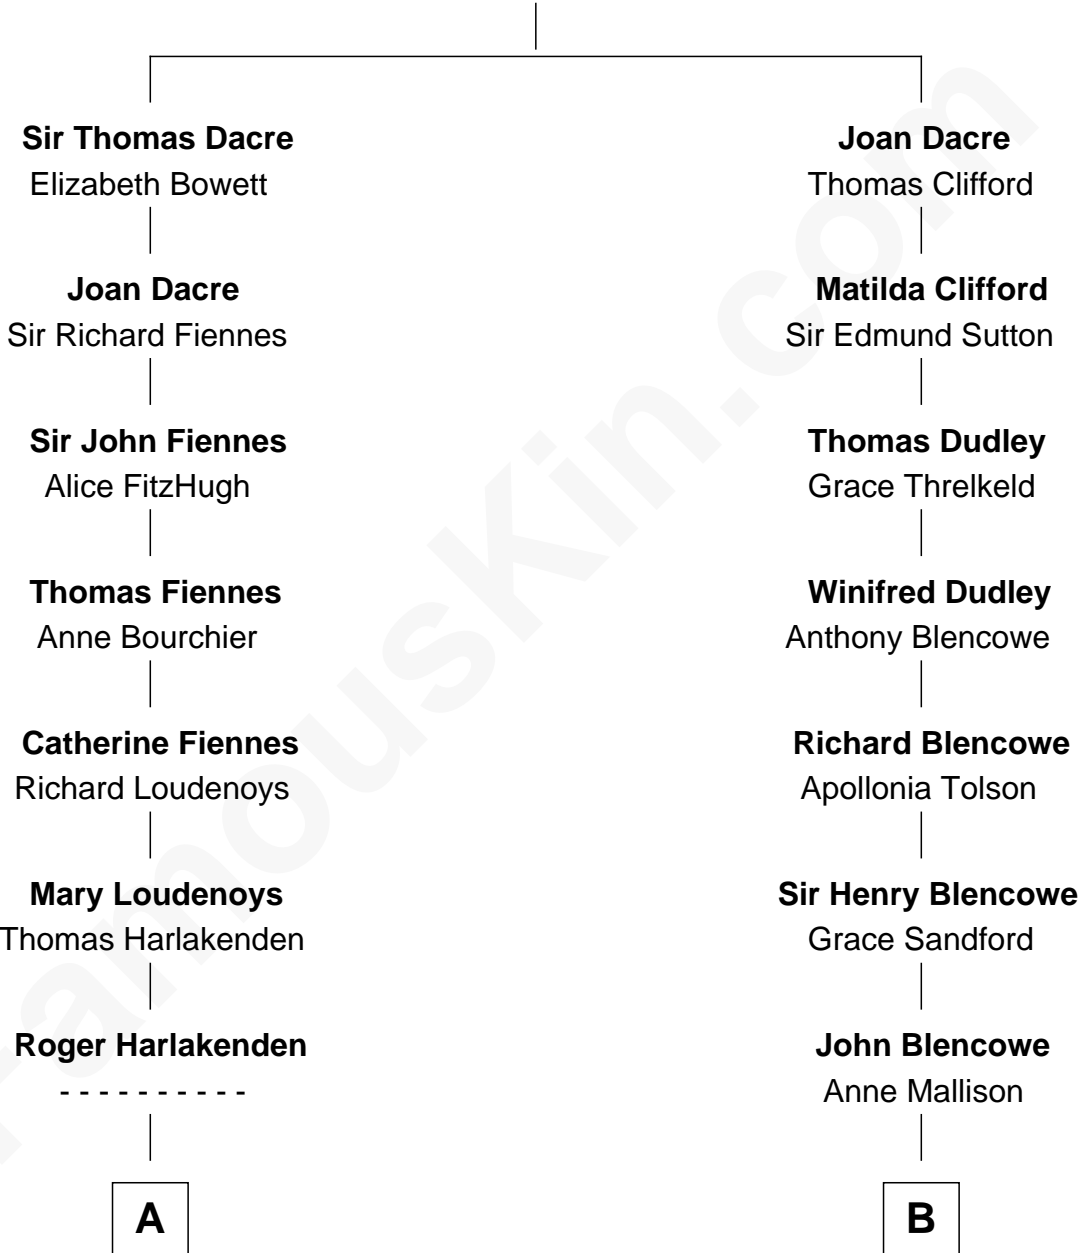 Sir Thomas Dacre
Elizabeth Bowett
Joan Dacre
Sir Richard Fiennes
Sir John Fiennes
Alice FitzHugh
Thomas Fiennes
Anne Bourchier
Catherine Fiennes
Richard Loudenoys
Mary Loudenoys
Thomas Harlakenden
Roger Harlakenden
- - - - - - - - - -
A
Joan Dacre
Thomas Clifford
Matilda Clifford
Sir Edmund Sutton
Thomas Dudley
Grace Threlkeld
Winifred Dudley
Anthony Blencowe
Richard Blencowe
Apollonia Tolson
Sir Henry Blencowe
Grace Sandford
John Blencowe
Anne Mallison
B
FamousKin.com